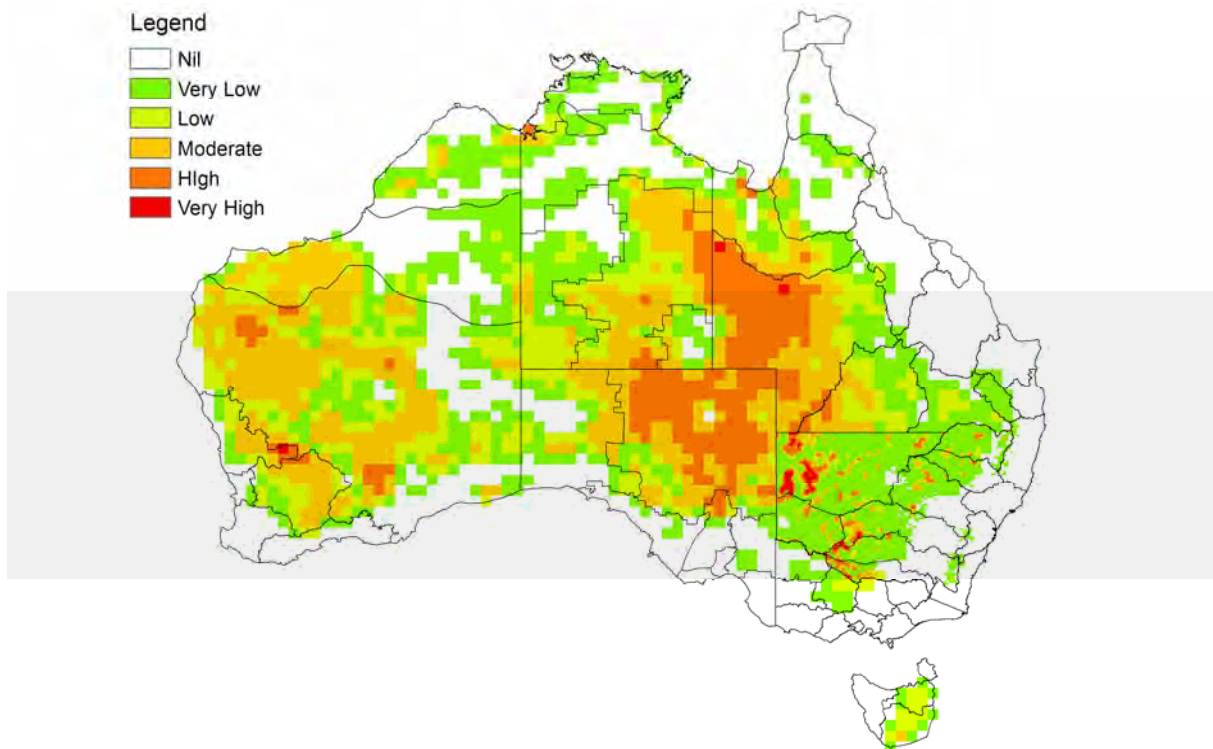 Legend
Nil
Very Low
Low
Moderate
HIgh
Very High